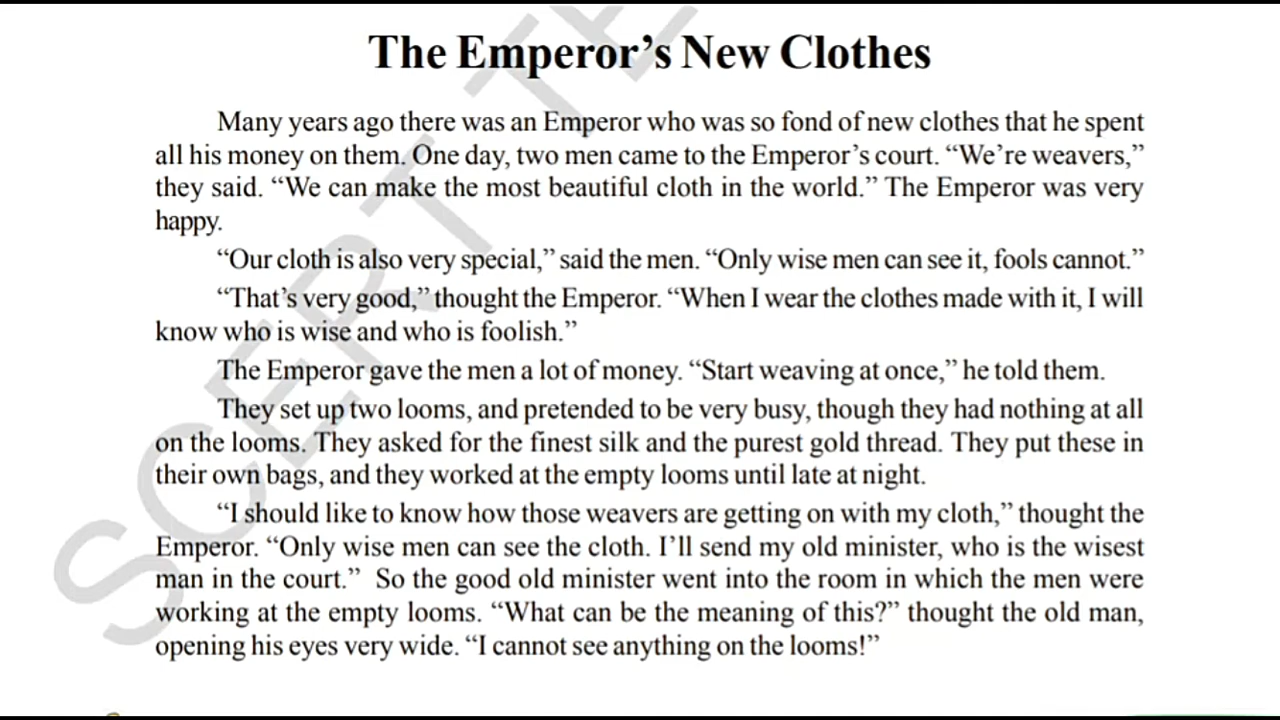 The Emperor’s New Clothes
Many years ago there was an Emperor who was so fond of new clothes that he spent
all his money on them. One day, two men came to the Emperor’s court. “We’re weavers,”
they said. “We can make the most beautiful cloth in the world.” The Emperor was very
happy.
“Our cloth is also very special,” said the men. “Only wise men can see it, fools cannot.”
“That’s very good,” thought the Emperor. “When I wear the clothes made with it, I will
know who is wise and who is foolish.”
The Emperor gave the men a lot of money. “Start weaving at once,” he told them.
They set up two looms, and pretended to be very busy, though they had nothing at all
on the looms. They asked for the finest silk and the purest gold thread. They put these in
their own bags, and they worked at the empty looms until late at night.
“I should like to know how those weavers are getting on with my cloth,” thought the
Emperor. “Only wise men can see the cloth. I’ll send my old minister, who is the wisest
man in the court.” So the good old minister went into the room in which the men were
working at the empty looms. “What can be the meaning of this?” thought the old man,
opening his eyes very wide. “I cannot see anything on the looms!”
SCERT TE